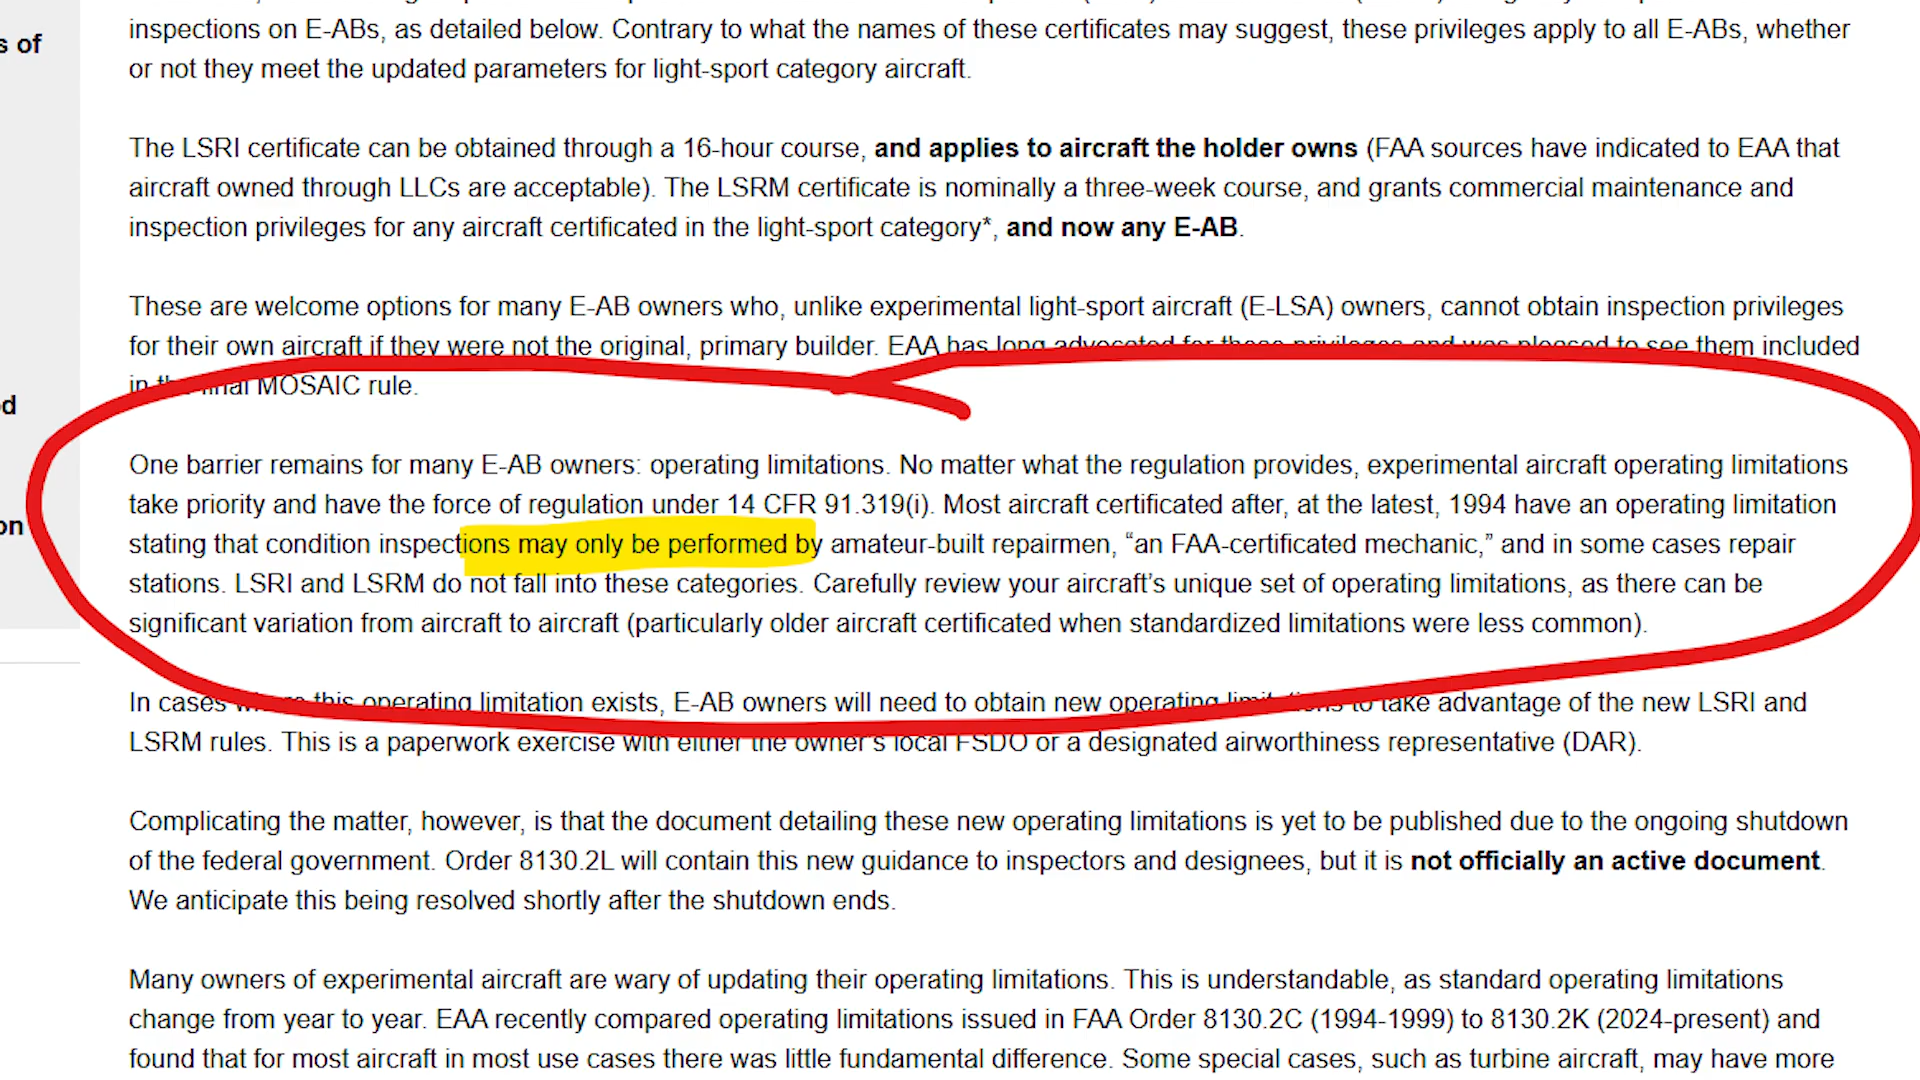 s of
d
on
inspections on E-ABs, as detailed below. Contrary to what the names of these certificates may suggest, these privileges apply to all E-ABs, whether
or not they meet the updated parameters for light-sport category aircraft.
The LSRI certificate can be obtained through a 16-hour course, and applies to aircraft the holder owns (FAA sources have indicated to EAA that
aircraft owned through LLCs are acceptable). The LSRM certificate is nominally a three-week course, and grants commercial maintenance and
inspection privileges for any aircraft certificated in the light-sport category*, and now any E-AB.
These are welcome options for many E-AB owners who, unlike experimental light-sport aircraft (E-LSA) owners, cannot obtain inspection privileges
for their own aircraft if they were not the original, primary builder. EAA has long advocated for these privileges and was pleased to see them included
in the final MOSAIC rule.
One barrier remains for many E-AB owners: operating limitations. No matter what the regulation provides, experimental aircraft operating limitations
take priority and have the force of regulation under 14 CFR 91.319(i). Most aircraft certificated after, at the latest, 1994 have an operating limitation
stating that condition inspections may only be performed by amateur-built repairmen, “an FAA-certificated mechanic,” and in some cases repair
stations. LSRI and LSRM do not fall into these categories. Carefully review your aircraft’s unique set of operating limitations, as there can be
significant variation from aircraft to aircraft (particularly older aircraft certificated when standardized limitations were less common).
In cases where this operating limitation exists, E-AB owners will need to obtain new operating limitations to take advantage of the new LSRI and
LSRM rules. This is a paperwork exercise with either the owner’s local FSDO or a designated airworthiness representative (DAR).
Complicating the matter, however, is that the document detailing these new operating limitations is yet to be published due to the ongoing shutdown
of the federal government. Order 8130.2L will contain this new guidance to inspectors and designees, but it is not officially an active document.
We anticipate this being resolved shortly after the shutdown ends.
Many owners of experimental aircraft are wary of updating their operating limitations. This is understandable, as standard operating limitations
change from year to year. EAA recently compared operating limitations issued in FAA Order 8130.2C (1994-1999) to 8130.2K (2024-present) and
found that for most aircraft in most use cases there was little fundamental difference. Some special cases, such as turbine aircraft, may have more